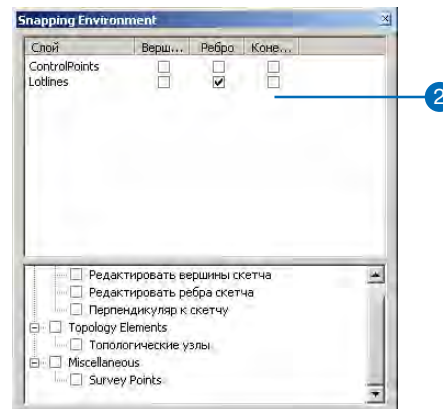 Snapping Environment
Слой Верш... Ребро Коне...
ControlPoints
Lotlines
2
Редактировать вершины скетча
Редактировать ребра скетча
Перпендикуляр к скетчу
Topology Elements
Топологические узлы
Miscellaneous
Survey Points